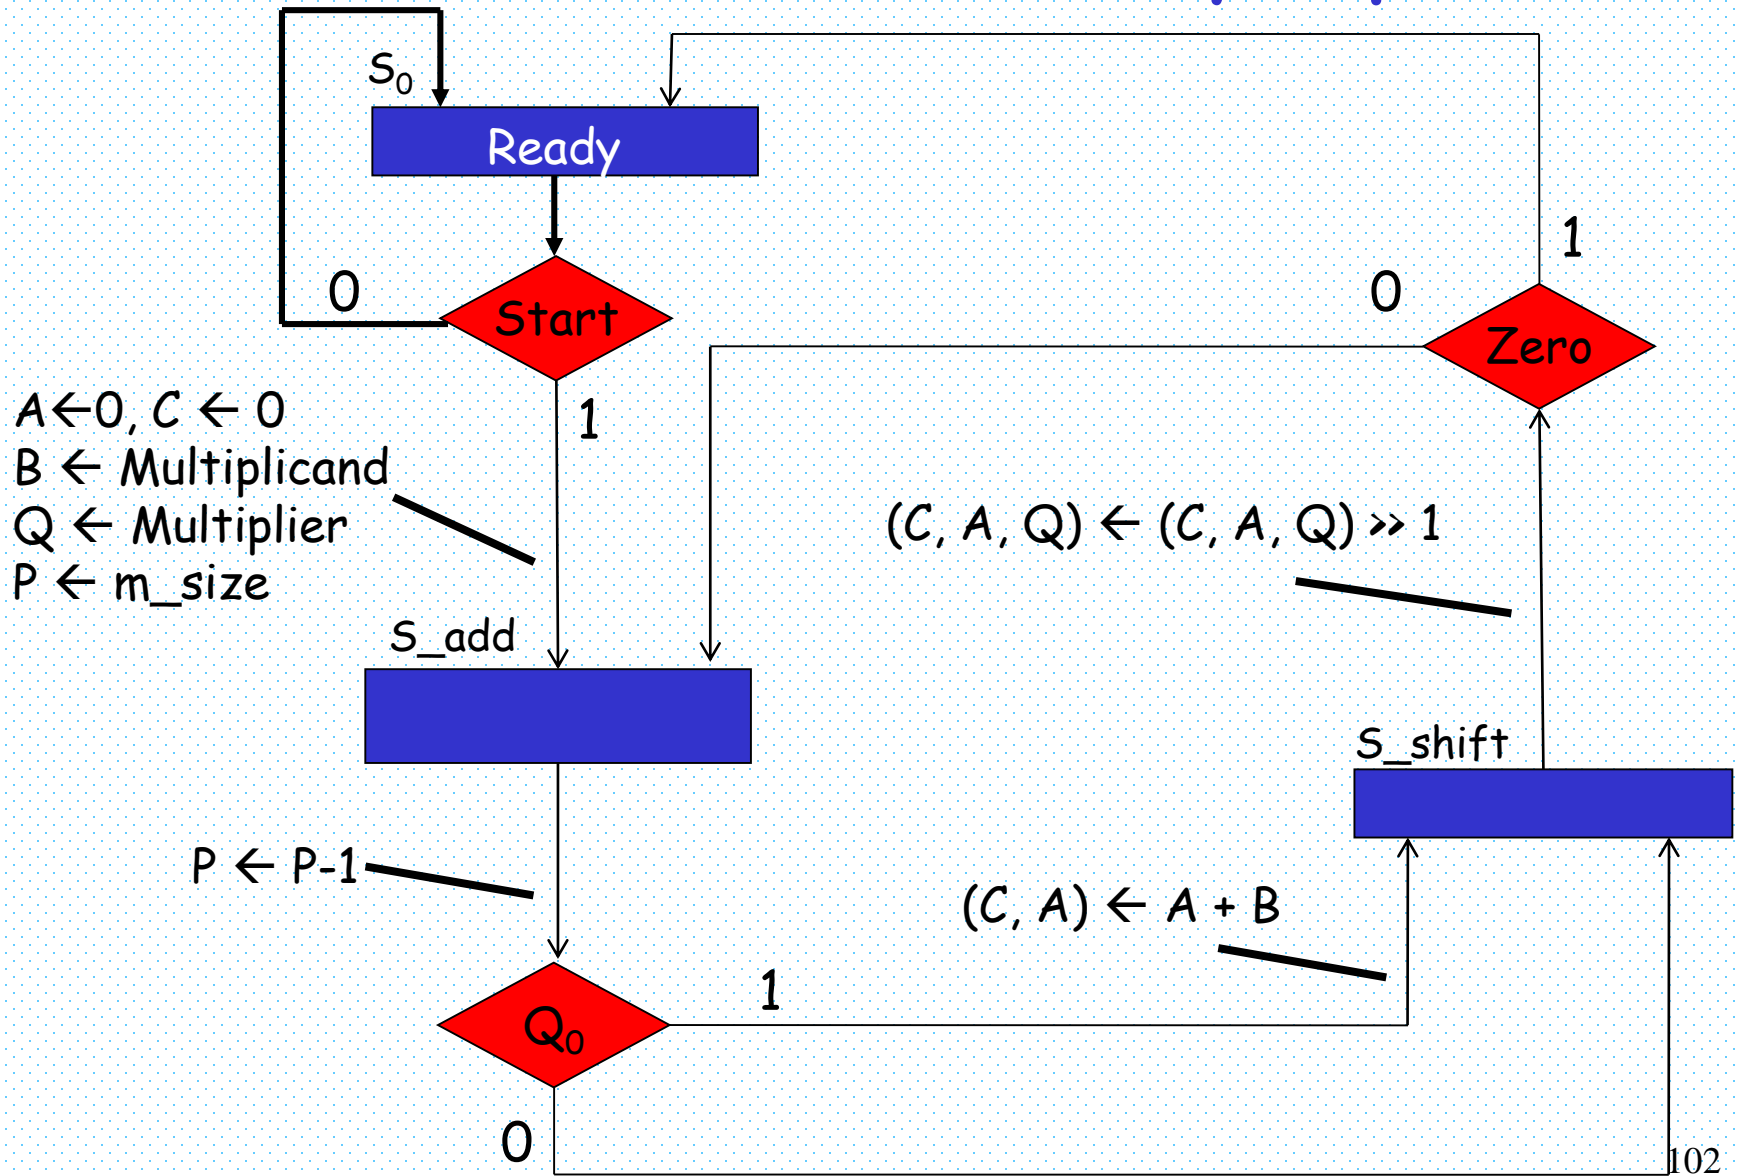 S₀
Ready
1
0
0
Start
Zero
A←0, C ← 0
1
B ← Multiplicand
Q ← Multiplier
(C, A, Q) ← (C, A, Q) >> 1
P ← m_size
S_add
S_shift
P ← P-1
(C, A) ← A + B
1
Q₀
0
102